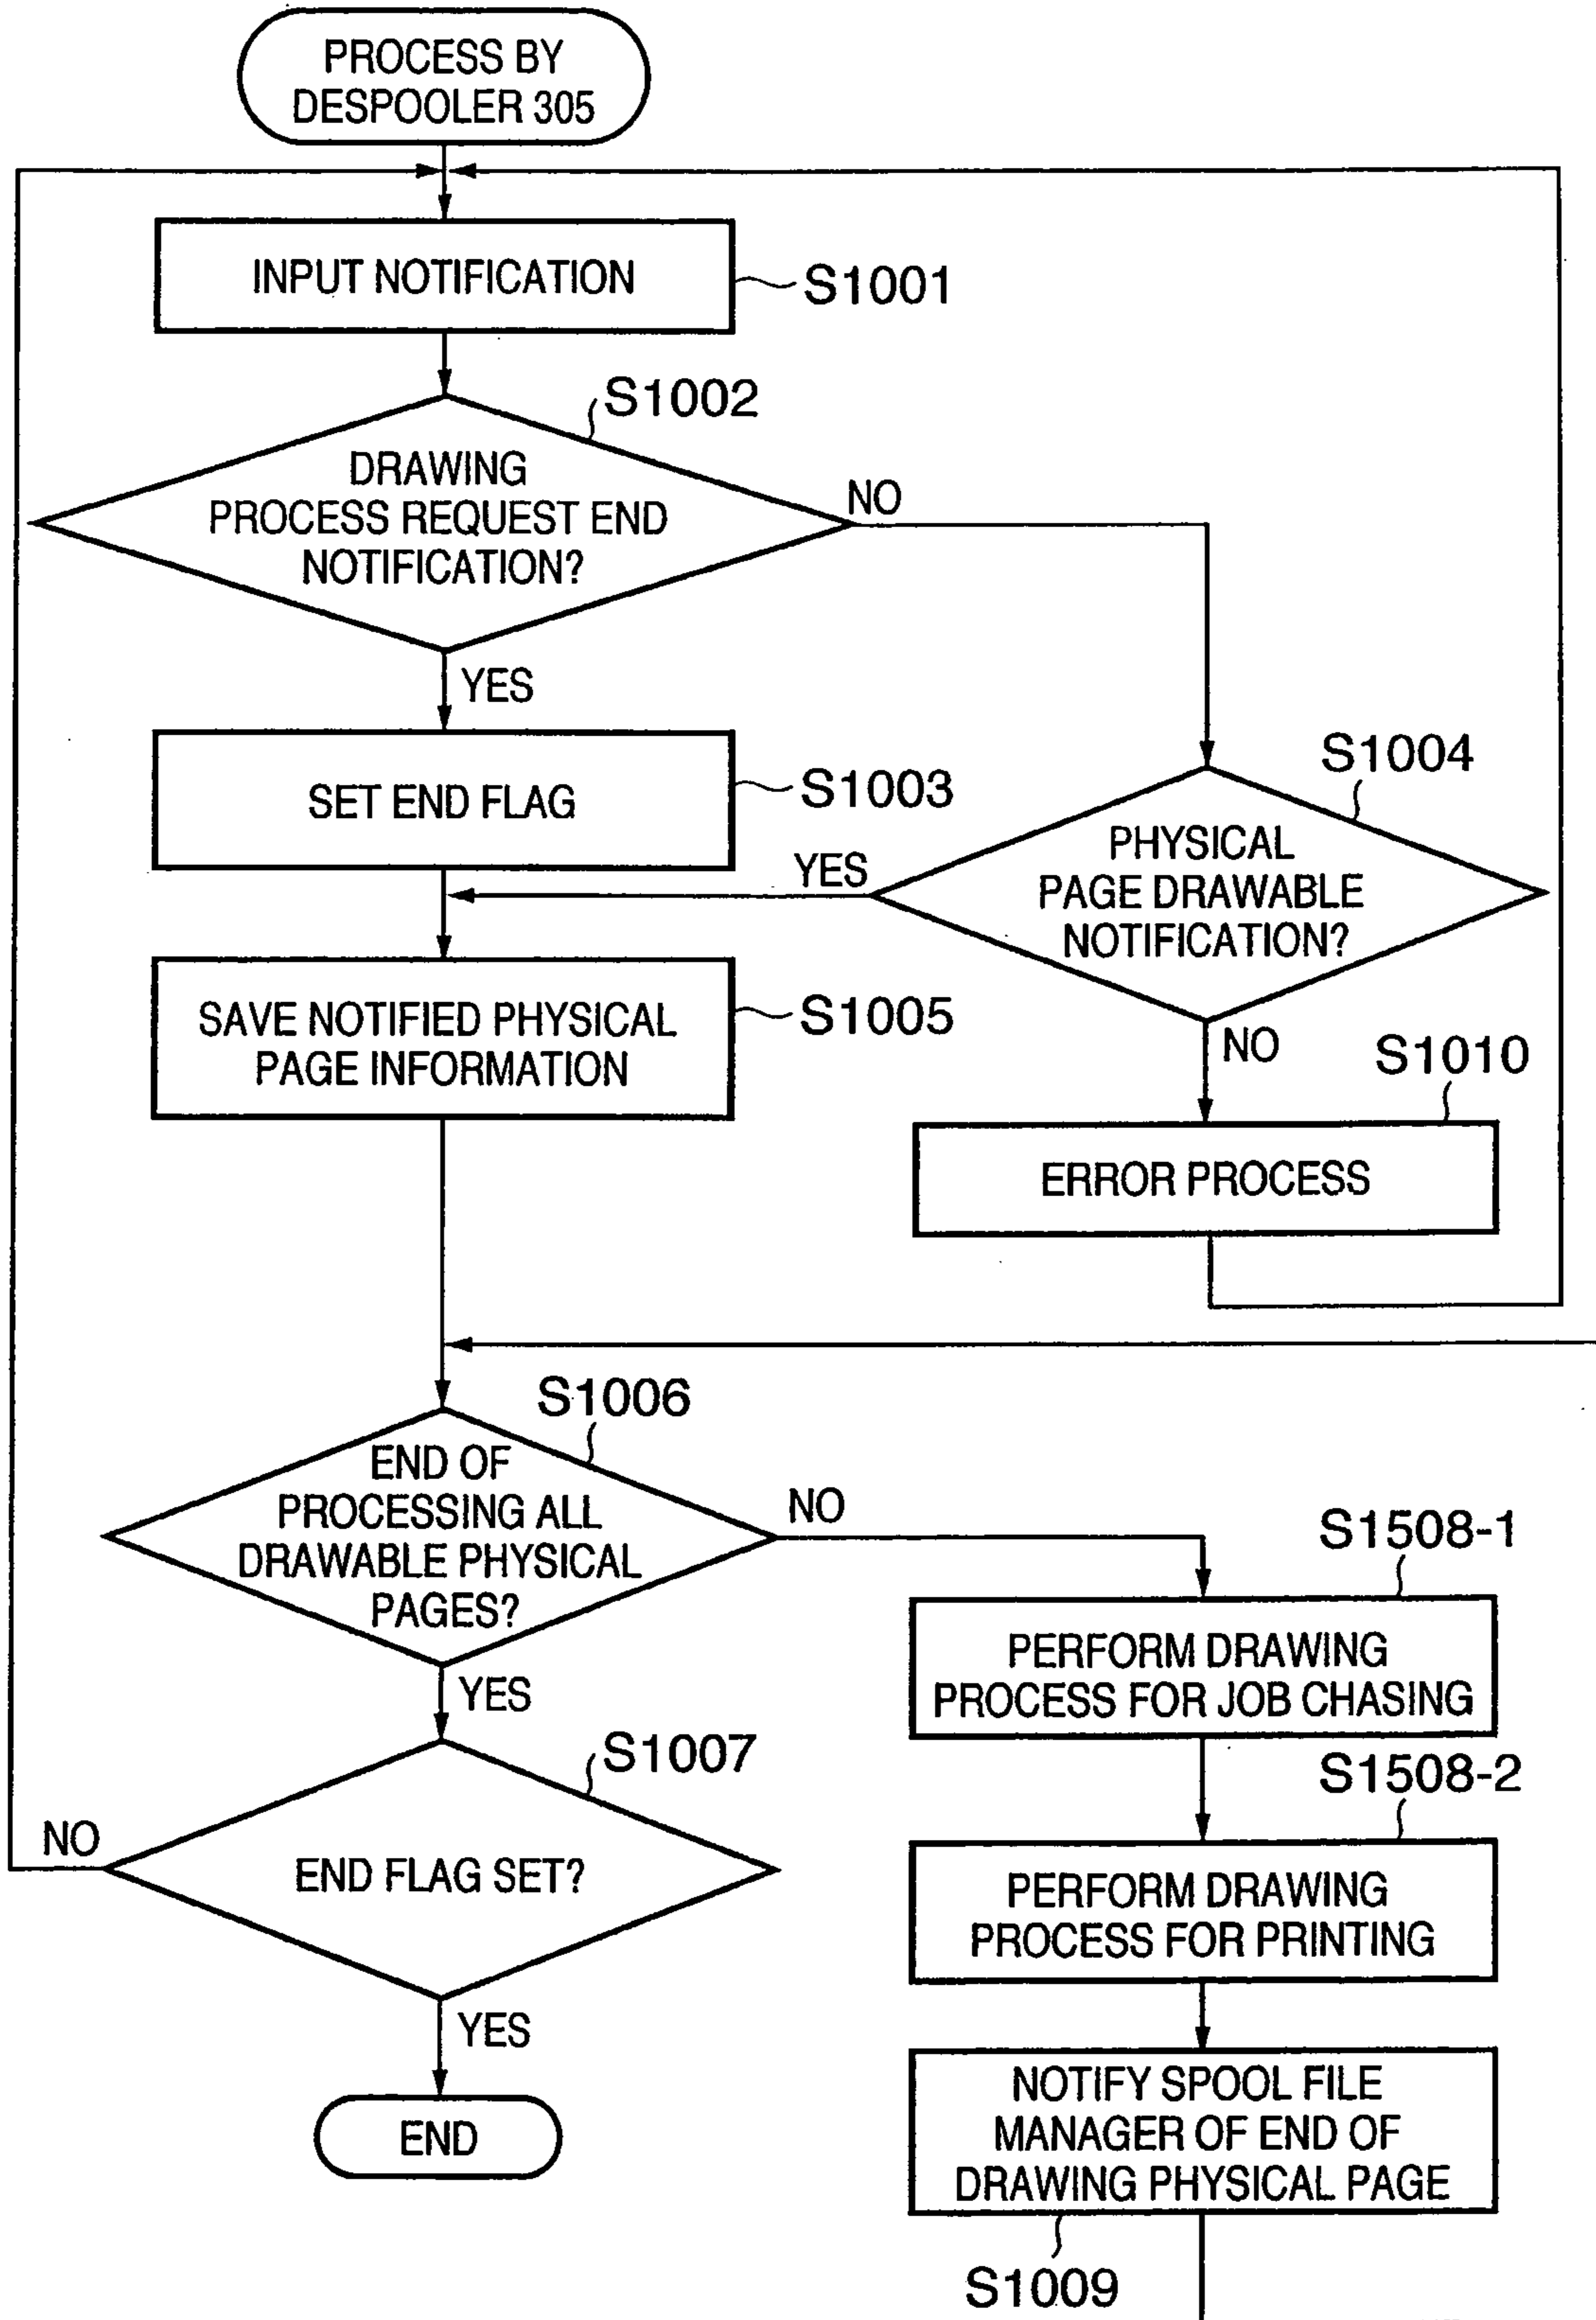 PROCESS BY
DESPOOLER 305
INPUT NOTIFICATION
S1001
S1002
DRAWING
PROCESS REQUEST END
NOTIFICATION?
NO
YES
SET END FLAG
S1003
S1004
PHYSICAL
PAGE DRAWABLE
NOTIFICATION?
YES
NO
SAVE NOTIFIED PHYSICAL
PAGE INFORMATION
S1005
S1010
ERROR PROCESS
S1006
END OF
PROCESSING ALL
DRAWABLE PHYSICAL
PAGES?
NO
YES
S1508-1
PERFORM DRAWING
PROCESS FOR JOB CHASING
S1007
END FLAG SET?
NO
YES
S1508-2
PERFORM DRAWING
PROCESS FOR PRINTING
END
NOTIFY SPOOL FILE
MANAGER OF END OF
DRAWING PHYSICAL PAGE
S1009